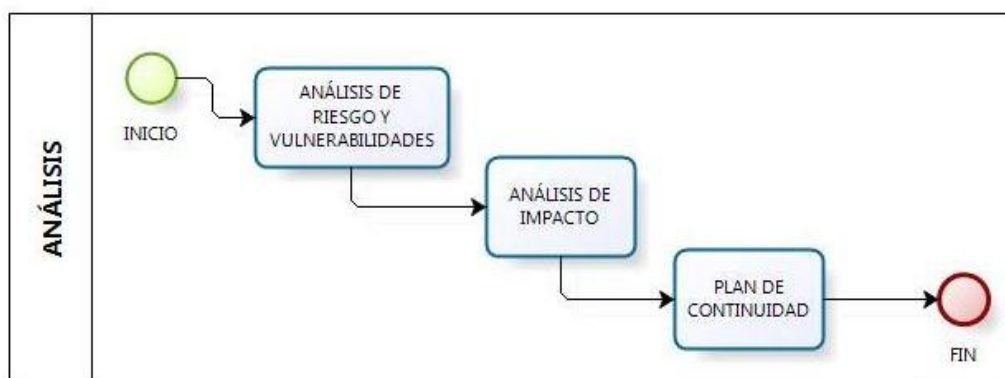 ANÁLISIS
INICIO
ANÁLISIS DE
RIESGO Y
VULNERABILIDADES
ANÁLISIS DE
IMPACTO
PLAN DE
CONTINUIDAD
FIN